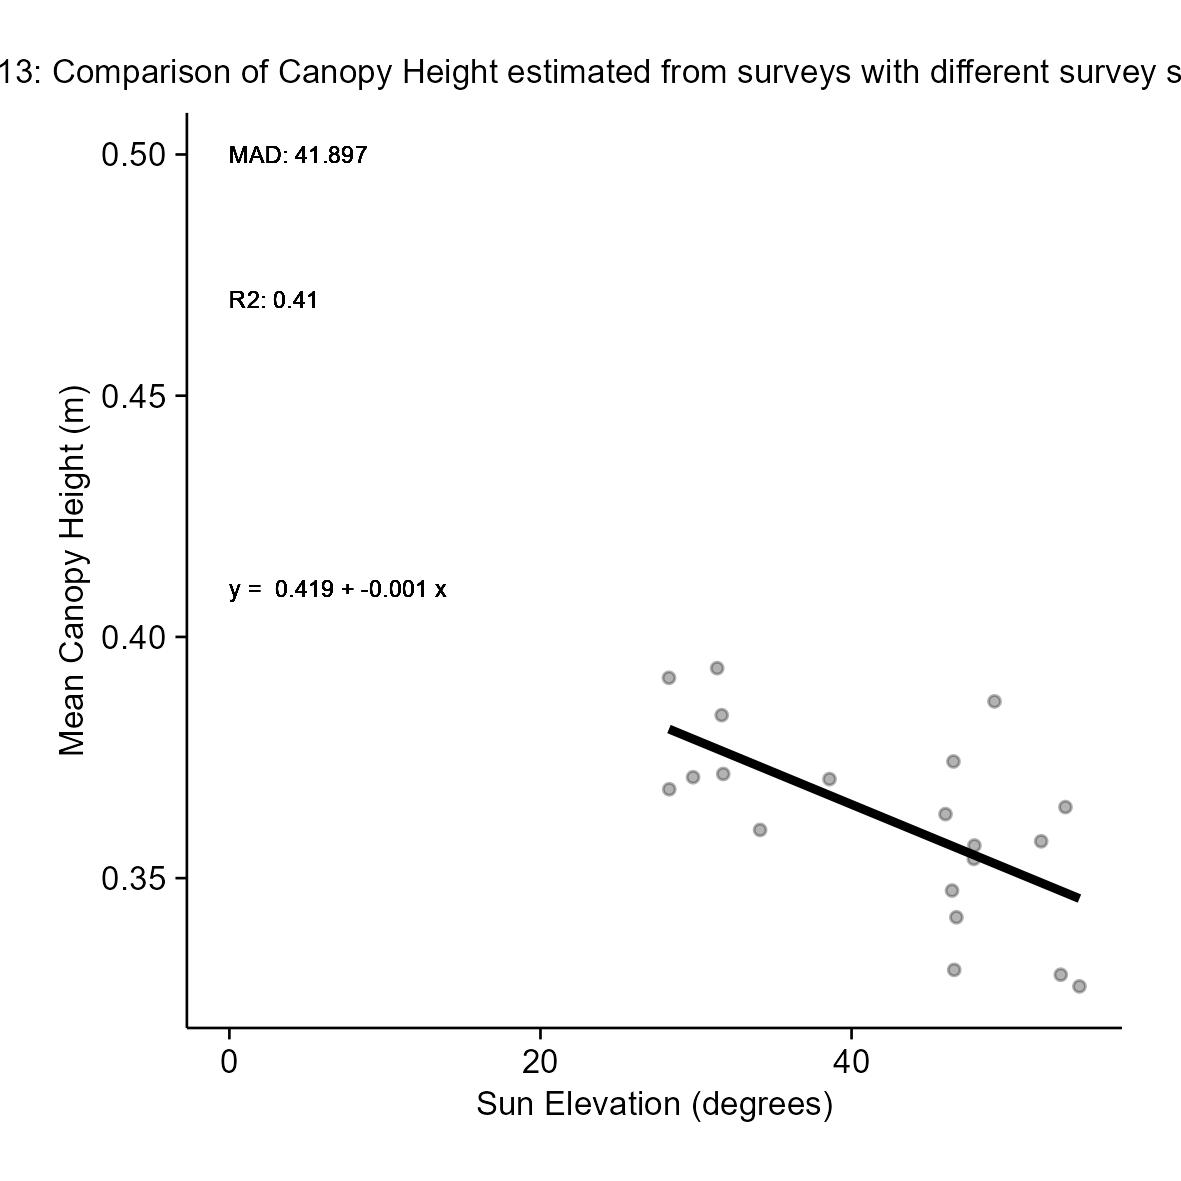 13: Comparison of Canopy Height estimated from surveys with different survey s
0.50
MAD: 41.897
R2: 0.41
0.45
y = 0.419 + -0.001 x
0.40
0.35
Mean Canopy Height (m)
0 20 40
Sun Elevation (degrees)